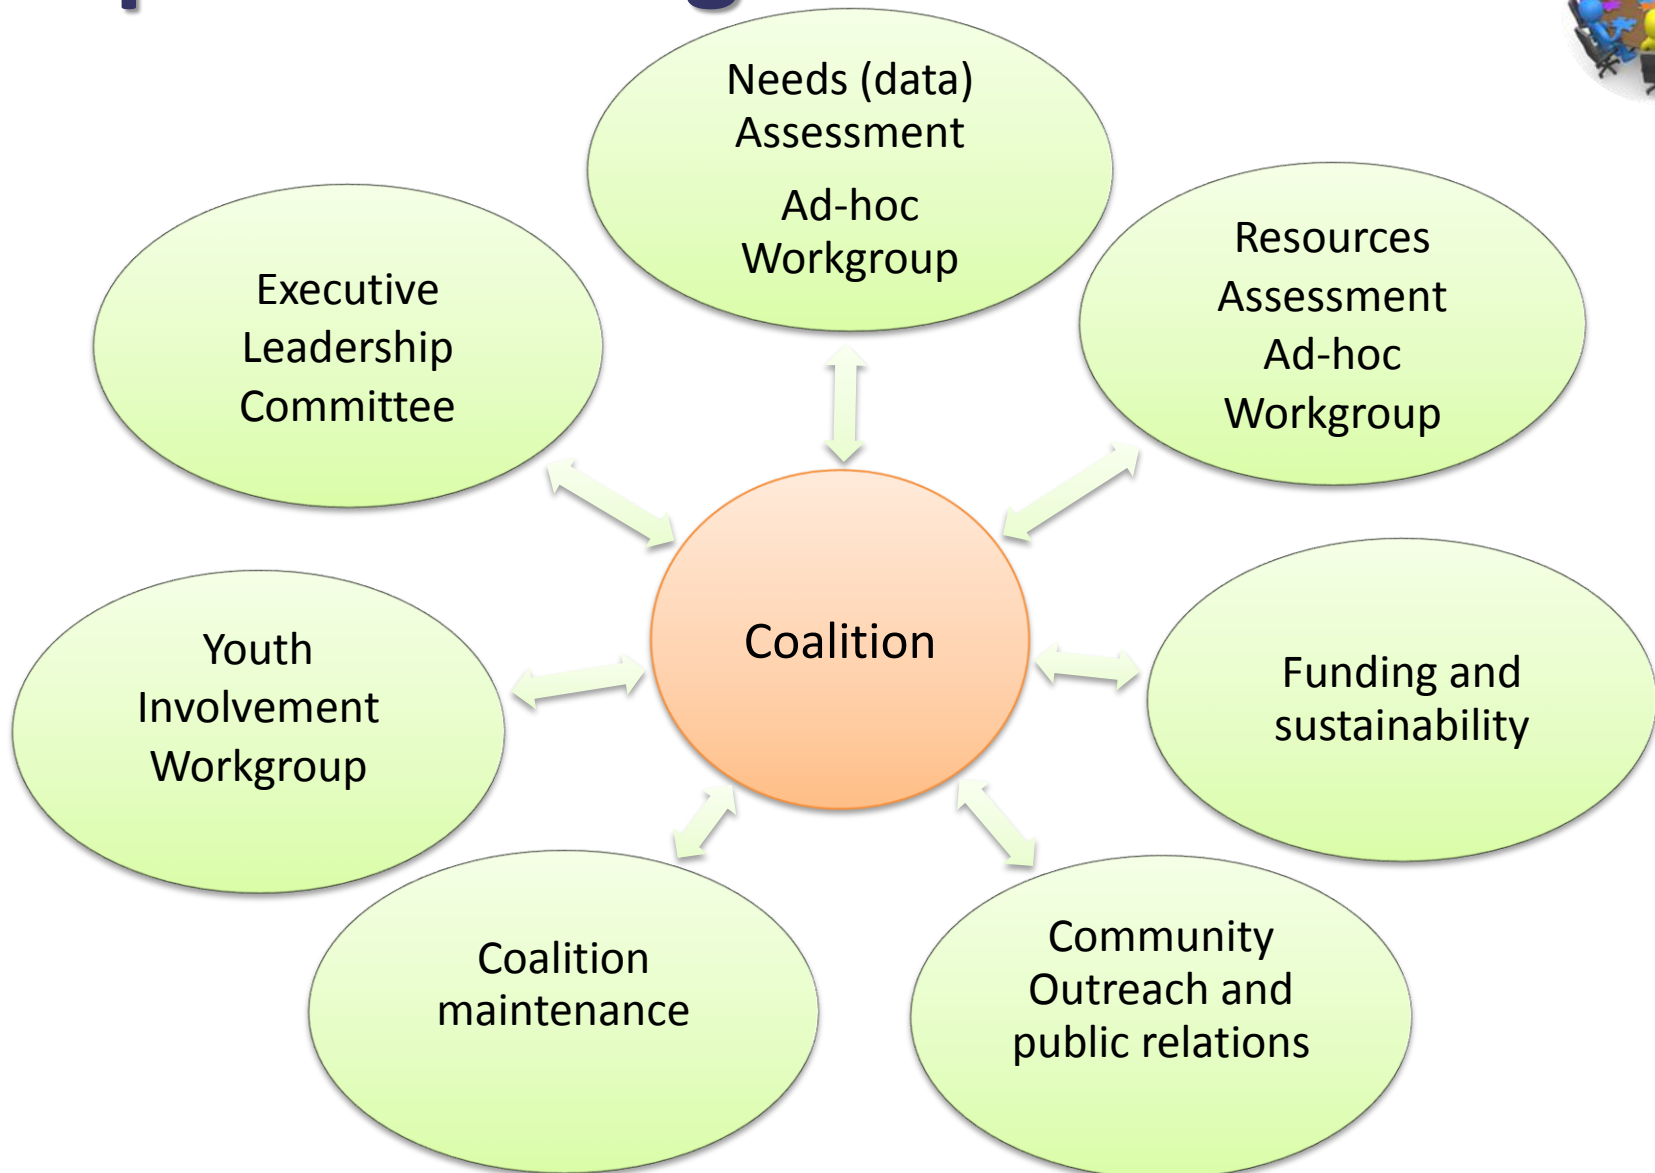 Needs (data)
Assessment
Ad-hoc
Workgroup
Resources
Assessment
Ad-hoc
Workgroup
Executive
Leadership
Committee
Coalition
Youth
Involvement
Workgroup
Funding and
sustainability
Coalition
maintenance
Community
Outreach and
public relations